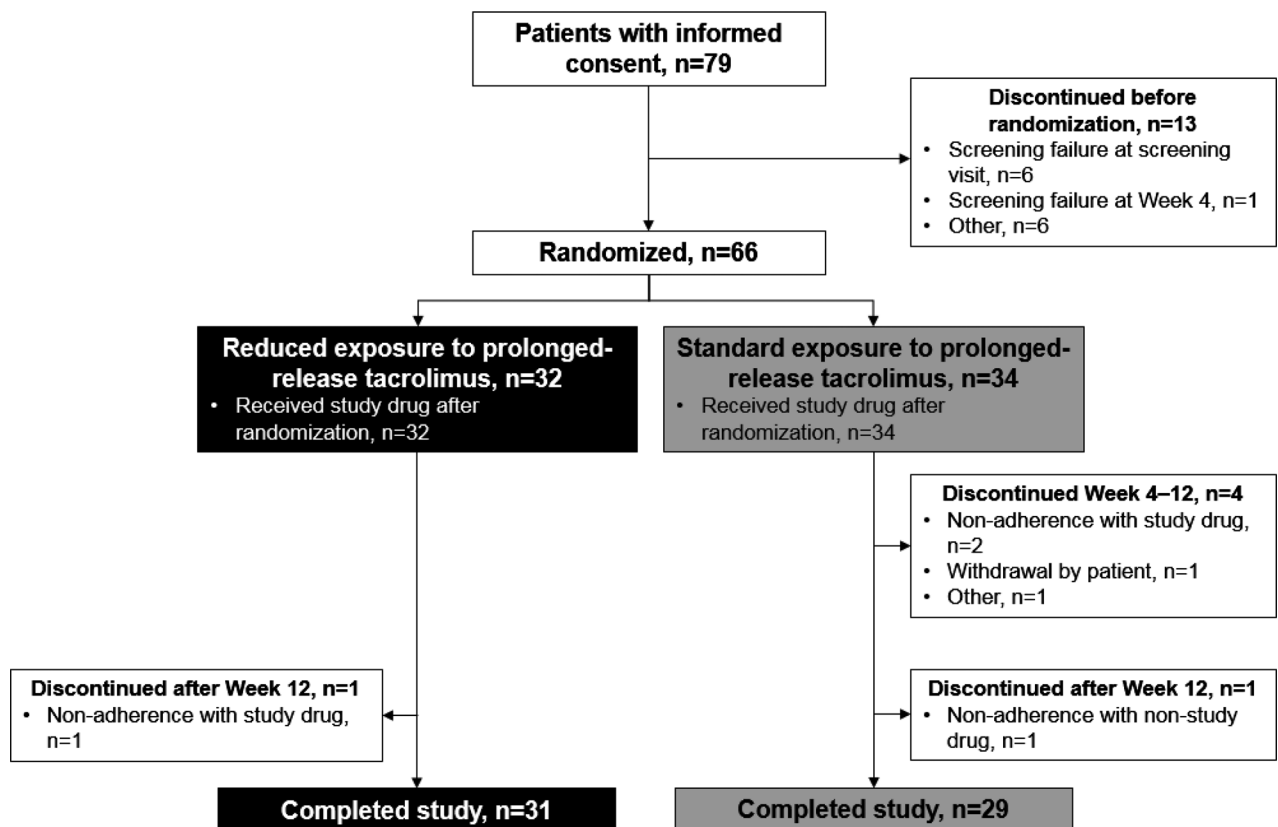 Patients with informed
consent, n=79
Discontinued before
randomization, n=13
• Screening failure at screening
visit, n=6
• Screening failure at Week 4, n=1
• Other, n=6
Randomized, n=66
Reduced exposure to prolonged-
release tacrolimus, n=32
• Received study drug after
randomization, n=32
Standard exposure to prolonged-
release tacrolimus, n=34
• Received study drug after
randomization, n=34
Discontinued Week 4–12, n=4
• Non-adherence with study drug,
n=2
• Withdrawal by patient, n=1
• Other, n=1
Discontinued after Week 12, n=1
• Non-adherence with study drug,
n=1
Discontinued after Week 12, n=1
• Non-adherence with non-study
drug, n=1
Completed study, n=31
Completed study, n=29